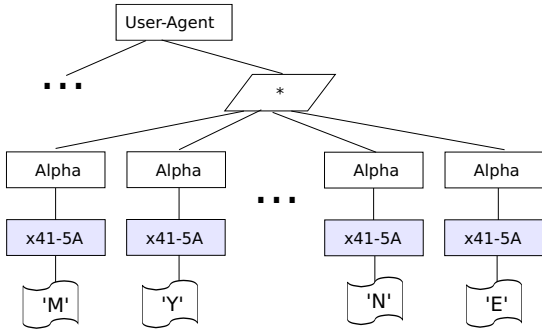 User-Agent
...
*
Alpha Alpha ... Alpha Alpha
x41-5A x41-5A x41-5A x41-5A
'M' 'Y' 'N' 'E'